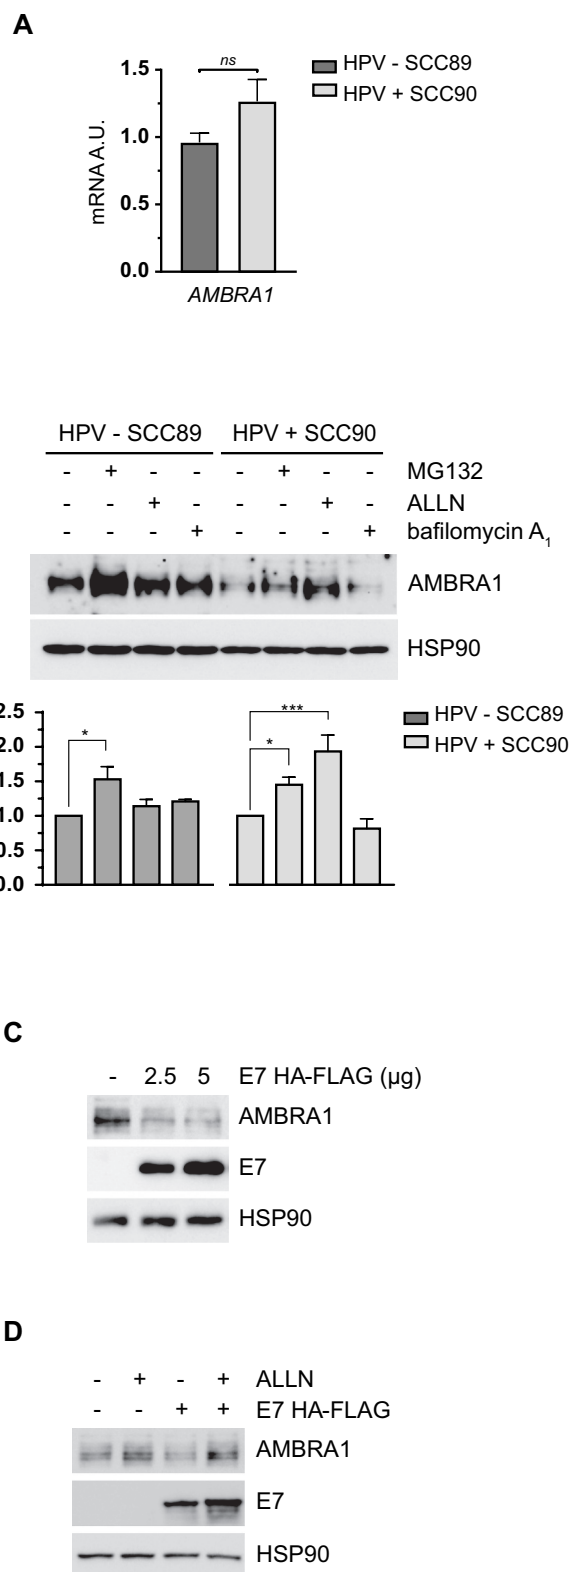 A
ns
HPV - SCC89
HPV + SCC90
1.5
1.0
0.5
0.0
mRNA A.U.
AMBRA1
HPV - SCC89 HPV + SCC90
- + - - - + - - MG132
- - + - - - + - ALLN
- - - + - - - + bafilomycin A1
AMBRA1
HSP90
2.5
2.0
1.5
1.0
0.5
0.0
*
*
***
HPV - SCC89
HPV + SCC90
C
- 2.5 5 E7 HA-FLAG (µg)
AMBRA1
E7
HSP90
D
- + - + ALLN
- - + + E7 HA-FLAG
AMBRA1
E7
HSP90